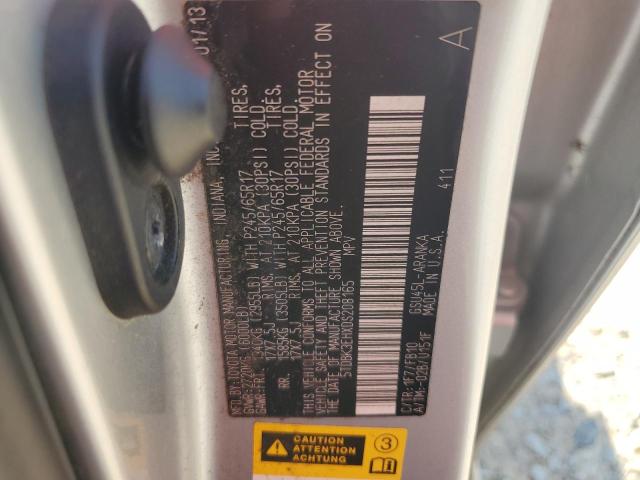 MFD.BY:TOYOTA MOTOR MANUFACTURING, INDIANA, INC. 01/13
GVWR:2720KG(6000LB)
GAWR:FRT. 1340KG(2955LB) WITH P245/65R17 TIRES,
17X7.5J RIMS, AT 210KPA(30PSI) COLD.
RR. 1585KG(3505LB) WITH P245/65R17 TIRES,
17X7.5J RIMS, AT 210KPA(30PSI) COLD.
THIS VEHICLE CONFORMS TO ALL APPLICABLE FEDERAL MOTOR
VEHICLE SAFETY AND THEFT PREVENTION STANDARDS IN EFFECT ON
THE DATE OF MANUFACTURE SHOWN ABOVE.
MPV
A
C/TR:1F7/FB10 GSU45L-ARANKA
A/TM:-02B/U151F MADE IN U.S.A. 411
CAUTION
ATTENTION
ACHTUNG
3